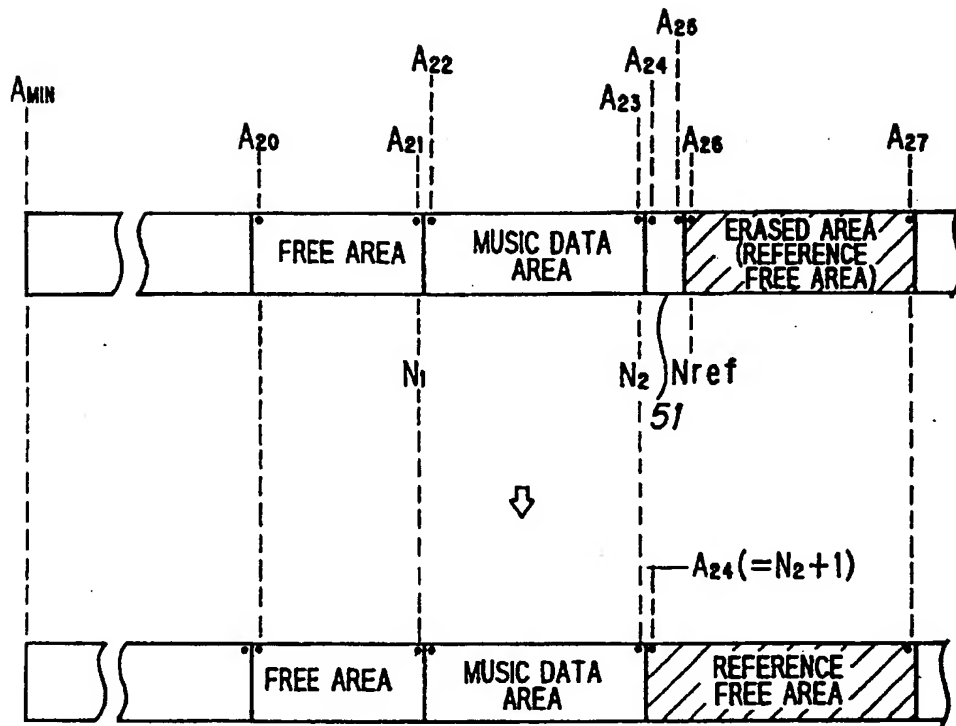 A25
A22
A24
AMIN
A23
A20
A21
A26
A27
FREE AREA
MUSIC DATA
AREA
ERASED AREA
(REFERENCE
FREE AREA)
N1
N2
Nref
51
A24(=N2+1)
FREE AREA
MUSIC DATA
AREA
REFERENCE
FREE AREA